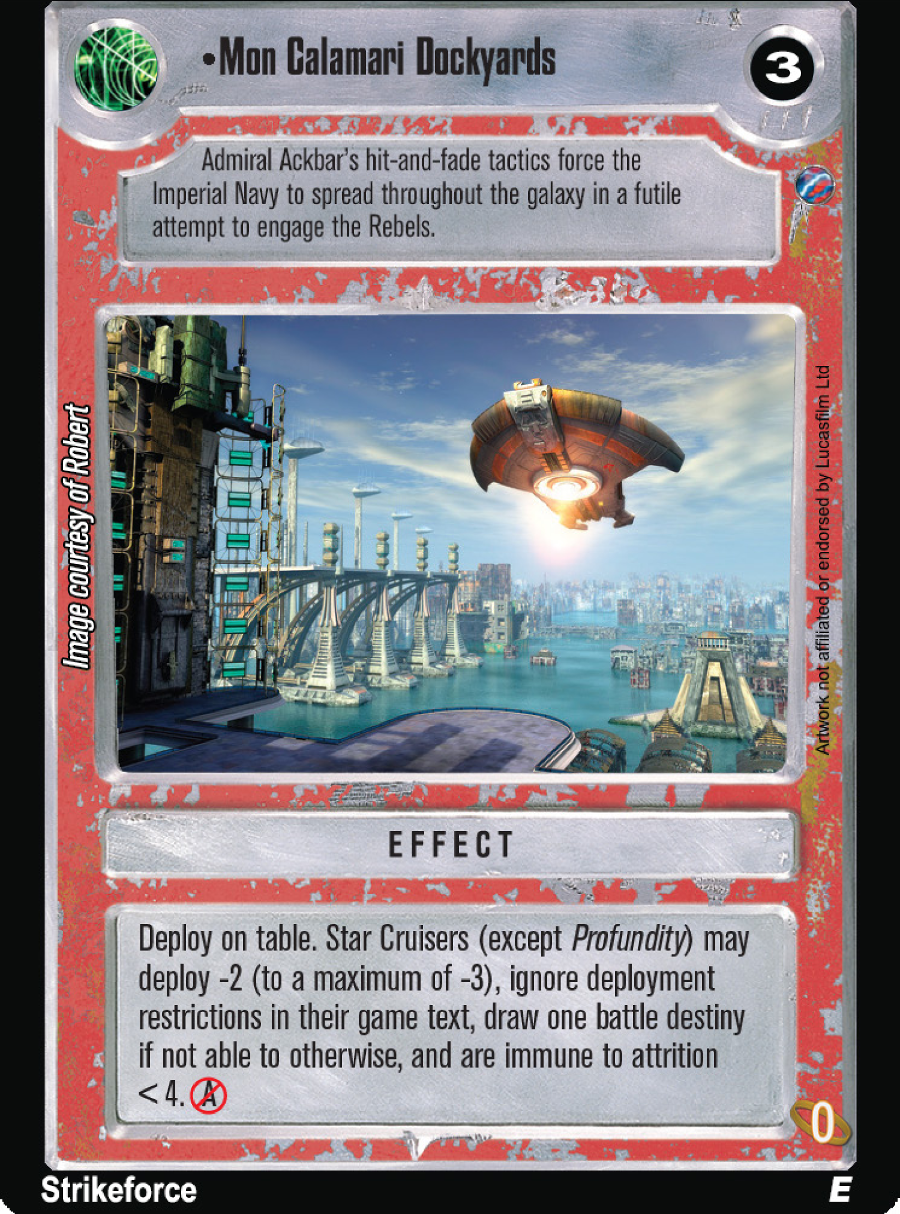 •Mon Calamari Dockyards
3
Admiral Ackbar's hit-and-fade tactics force the
Imperial Navy to spread throughout the galaxy in a futile
attempt to engage the Rebels.
Image courtesy of Robert
Artwork not affiliated or endorsed by Lucasfilm Ltd
EFFECT
Deploy on table. Star Cruisers (except Profundity) may
deploy -2 (to a maximum of -3), ignore deployment
restrictions in their game text, draw one battle destiny
if not able to otherwise, and are immune to attrition
< 4. A
0
Strikeforce
E